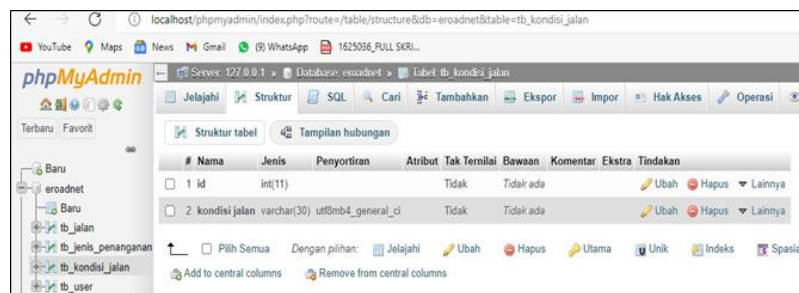 localhost/phpmyadmin/index.php?route=/table/structure&db=eroadnet&table=tb_kondisi_jalan
YouTube Maps News Gmail (9) WhatsApp 1625036_FULL SKRI...
phpMyAdmin
Server: 127.0.0.1 » Database: eroadnet » Tabel: tb_kondisi_jalan
Jelajahi Struktur SQL Cari Tambahkan Ekspor Impor Hak Akses Operasi
Terbaru Favorit
Struktur tabel Tampilan hubungan
# Nama Jenis Penyortiran Atribut Tak Ternilai Bawaan Komentar Ekstra Tindakan
1 id int(11) Tidak Tidak ada Ubah Hapus Lainnya
2 kondisi jalan varchar(30) utf8mb4_general_ci Tidak Tidak ada Ubah Hapus Lainnya
Pilih Semua Dengan pilihan: Jelajahi Ubah Hapus Utama Unik Indeks Spasia
Add to central columns Remove from central columns
Baru
eroadnet
Baru
tb_jalan
tb_jenis_penanganan
tb_kondisi_jalan
tb_user